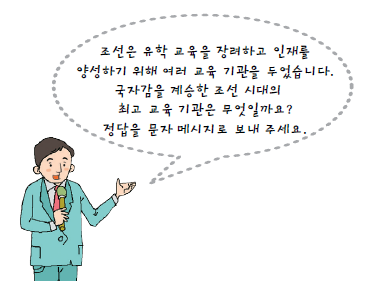 조선은 유학 교육을 장려하고 인재를
양성하기 위해 여러 교육 기관을 두었습니다.
국자감을 계승한 조선 시대의
최고 교육 기관은 무엇일까요?
정답을 문자 메시지로 보내 주세요.